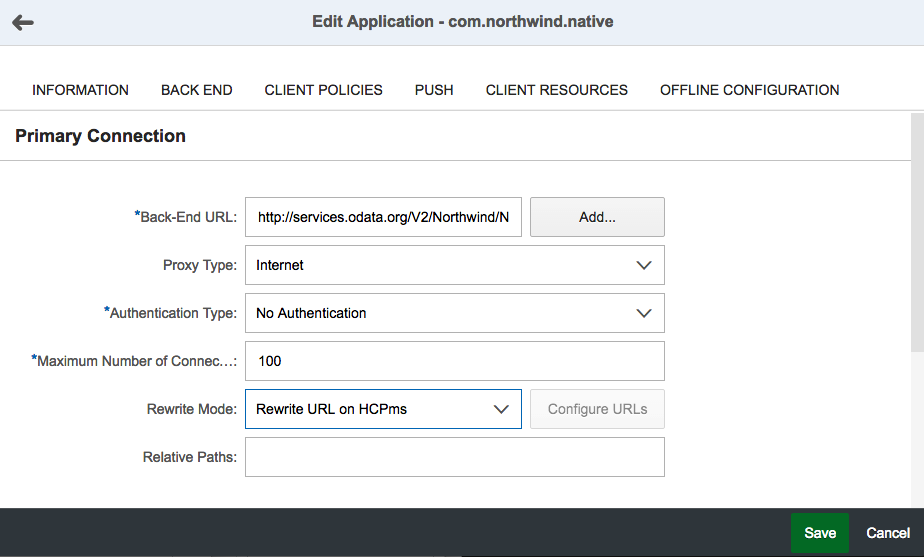 Edit Application - com.northwind.native
INFORMATION BACK END CLIENT POLICIES PUSH CLIENT RESOURCES OFFLINE CONFIGURATION
Primary Connection
*Back-End URL: http://services.odata.org/V2/Northwind/N Add...
Proxy Type: Internet
*Authentication Type: No Authentication
*Maximum Number of Connec...: 100
Rewrite Mode: Rewrite URL on HCPms Configure URLs
Relative Paths:
Save Cancel